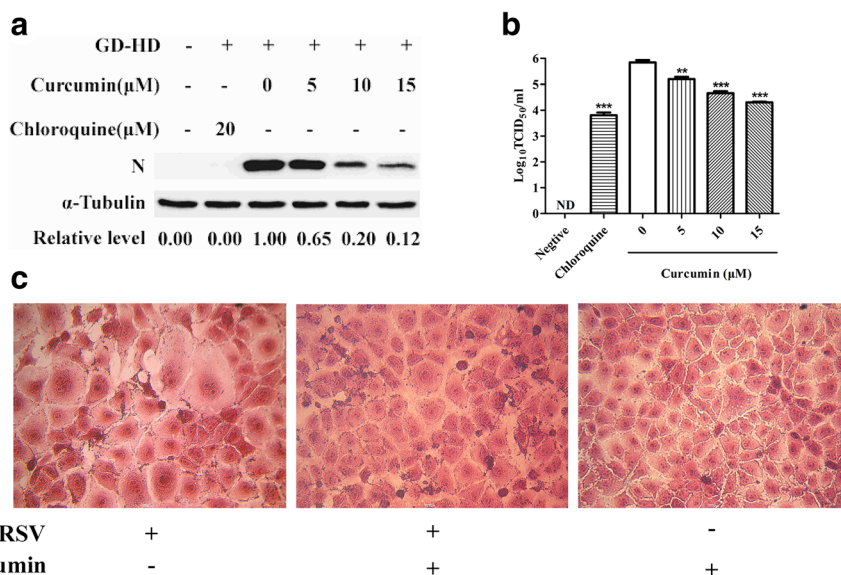 a
GD-HD - + + + + +
Curcumin(μM) - - 0 5 10 15
Chloroquine(μM) - 20 - - - -
N
α-Tubulin
Relative level 0.00 0.00 1.00 0.65 0.20 0.12
b
Log10TCID50/ml
6
5
4
3
2
1
0
ND
***
**
***
***
Negtive
Chloroquine
0
5
10
15
Curcumin (μM)
c
RSV + + -
umin - + +